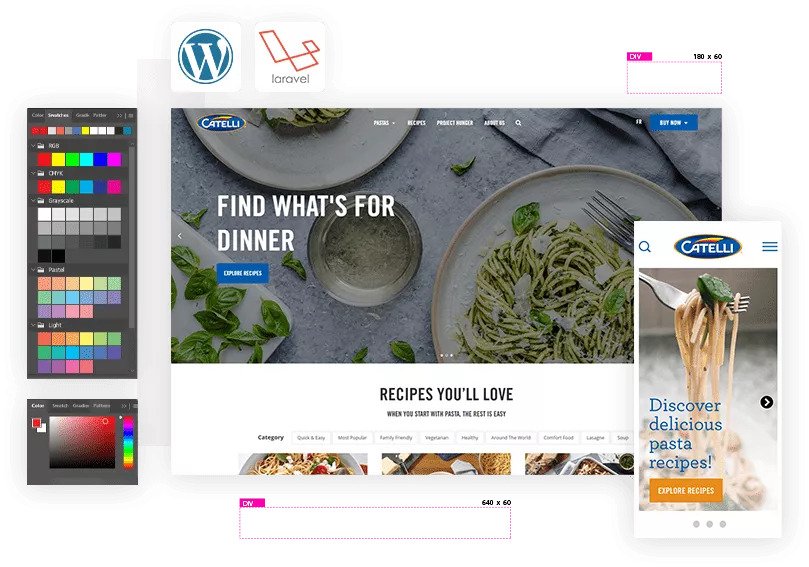 laravel
DIV 180 x 60
CATELLI PASTAS RECIPES PROJECT HUNGER ABOUT US FR BUY NOW
FIND WHAT'S FOR
DINNER
EXPLORE RECIPES
RECIPES YOU'LL LOVE
WHEN YOU START WITH PASTA, THE REST IS EASY
Category Quick & Easy Most Popular Family Friendly Vegetarian Healthy Around The World Comfort Food Lasagne Soup
Color Swatches Gradie Patter
RGB
CMYK
Grayscale
Pastel
Light
Color Swatch Gradien Pattern
CATELLI
Discover
delicious
pasta
recipes!
EXPLORE RECIPES
DIV 640 x 60